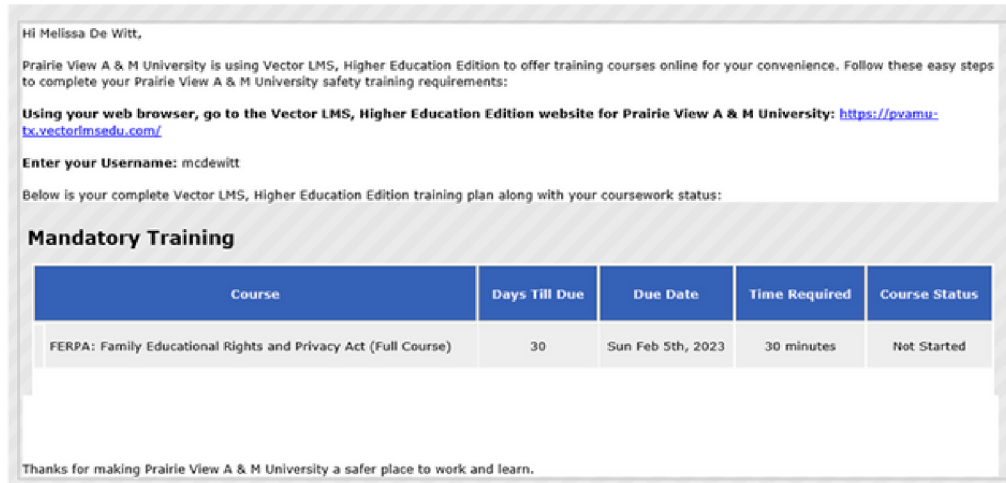 Hi Melissa De Witt,
Prairie View A & M University is using Vector LMS, Higher Education Edition to offer training courses online for your convenience. Follow these easy steps
to complete your Prairie View A & M University safety training requirements:
Using your web browser, go to the Vector LMS, Higher Education Edition website for Prairie View A & M University: https://pvamu-
tx.vectorlmsedu.com/
Enter your Username: mcdewitt
Below is your complete Vector LMS, Higher Education Edition training plan along with your coursework status:
Mandatory Training
Course Days Till Due Due Date Time Required Course Status
FERPA: Family Educational Rights and Privacy Act (Full Course) 30 Sun Feb 5th, 2023 30 minutes Not Started
Thanks for making Prairie View A & M University a safer place to work and learn.